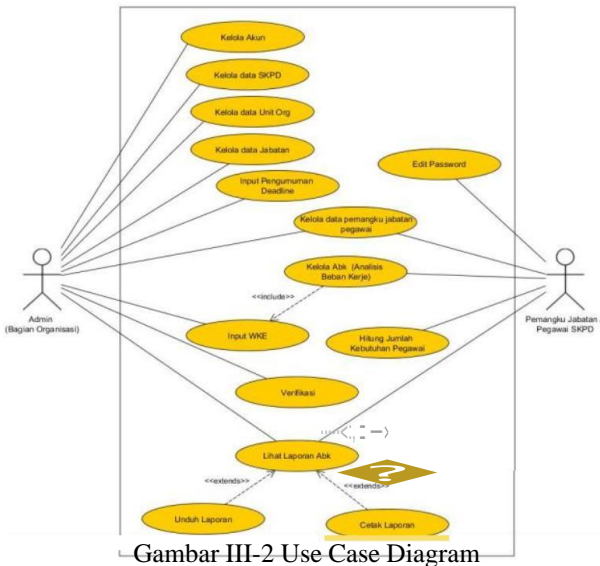 Kelola Akun
Kelola data SKPD
Kelola data Unit Org
Kelola data Jabatan
Edit Password
Input Pengumuman
Deadline
Kelola data pemangku jabatan
pegawai
Kelola Abk (Analisis
Beban Kerje)
<<include>>
Admin
(Bagian Organisasi)
Pemangku Jabatan
Pegawai SKPD
Input WKE
Hitung Jumlah
Kebutuhan Pegawai
Verifikasi
Lihat Laporan Abk
?
<<extends>>
<<extends>>
Unduh Laporan
Cetak Laporan
Gambar III-2 Use Case Diagram